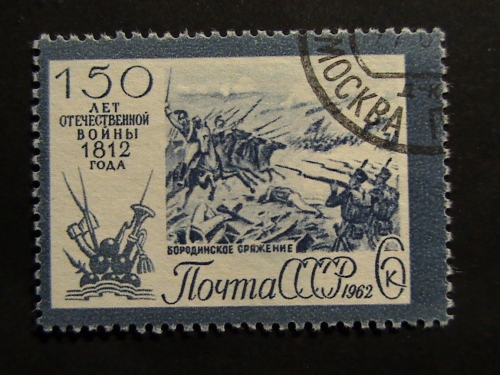 150
ЛЕТ
ОТЕЧЕСТВЕННОЙ
ВОЙНЫ
1812
ГОДА
МОСКВА
БОРОДИНСКОЕ СРАЖЕНИЕ
Почта СССР 1962 6 к